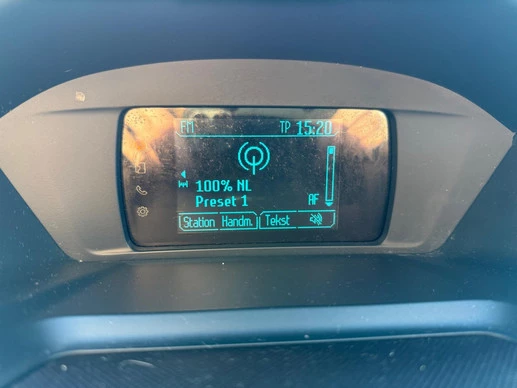 FM TP 15:20
100% NL
Preset 1 AF
Station Handm. Tekst